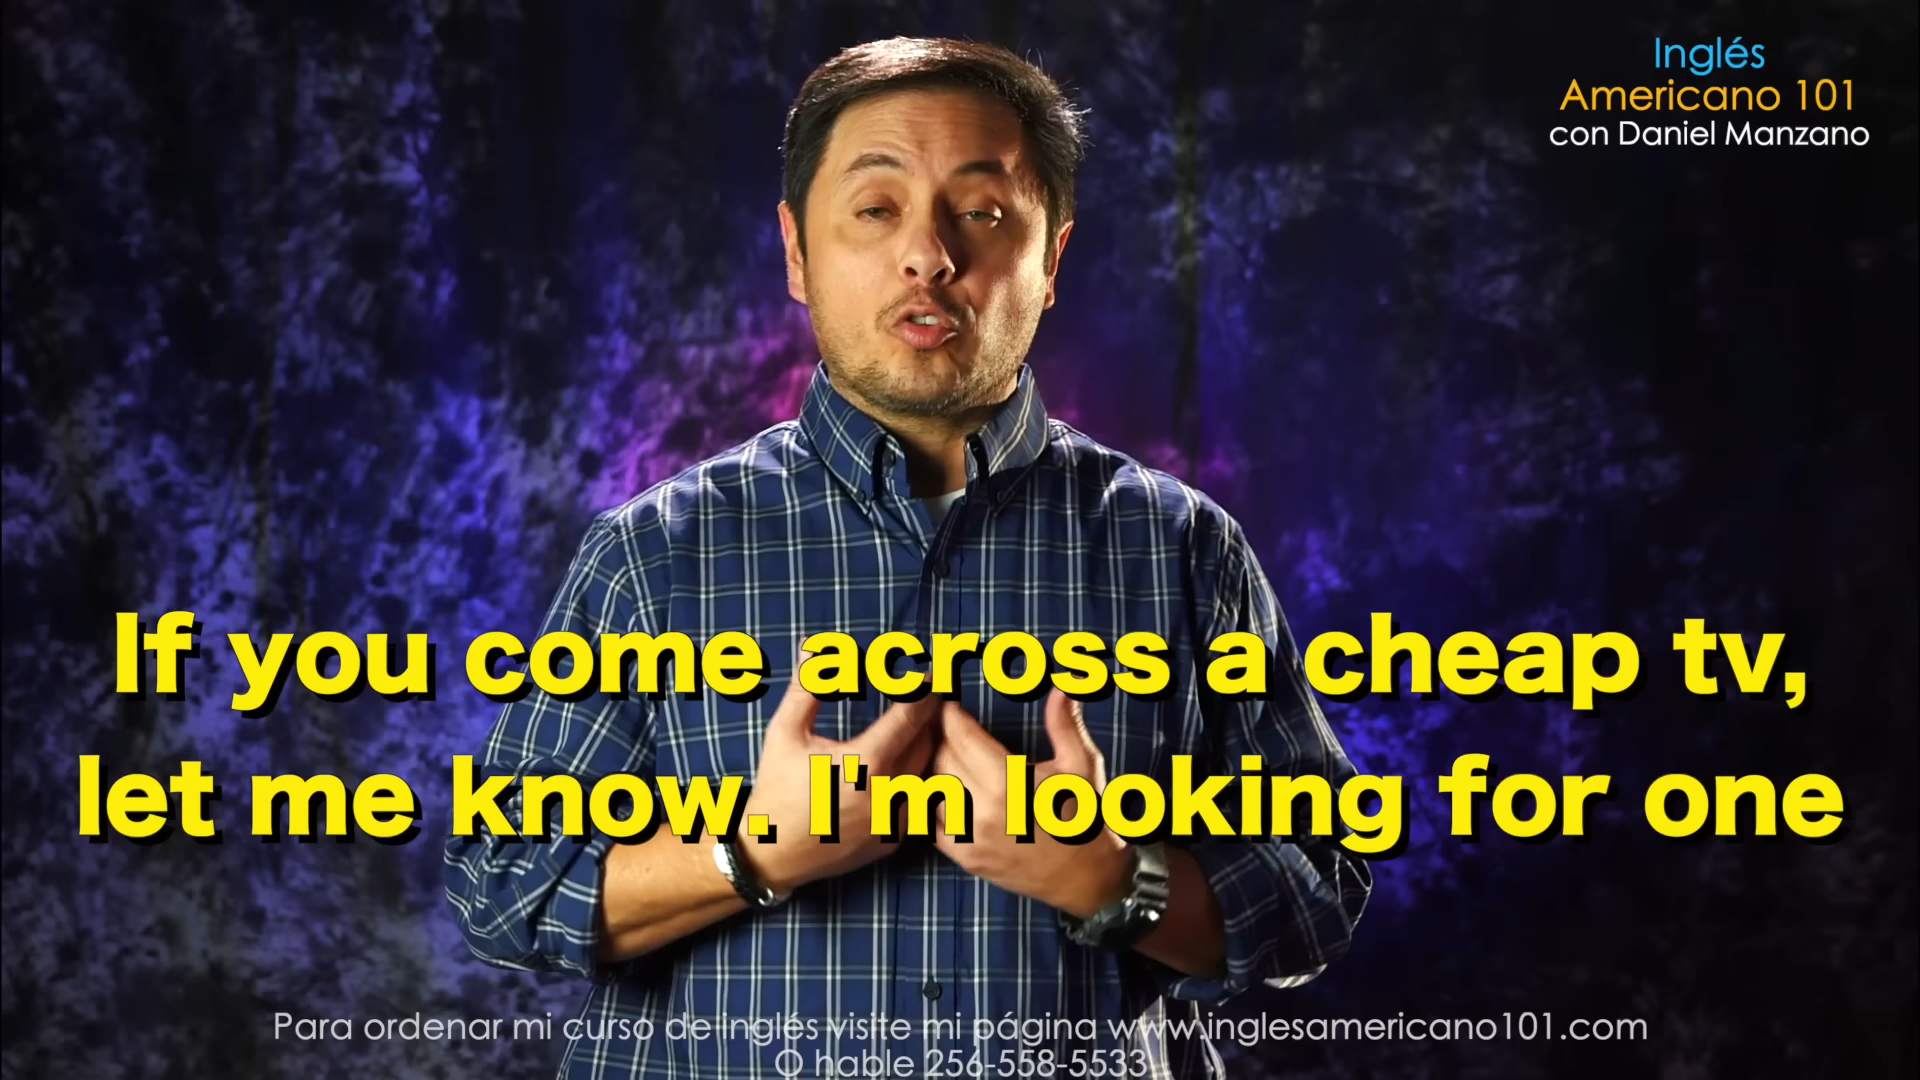 Inglés
Americano 101
con Daniel Manzano
If you come across a cheap tv,
let me know. I'm looking for one
Para ordenar mi curso de inglés visite mi página www.inglesamericano101.com
O hable 256-558-5533